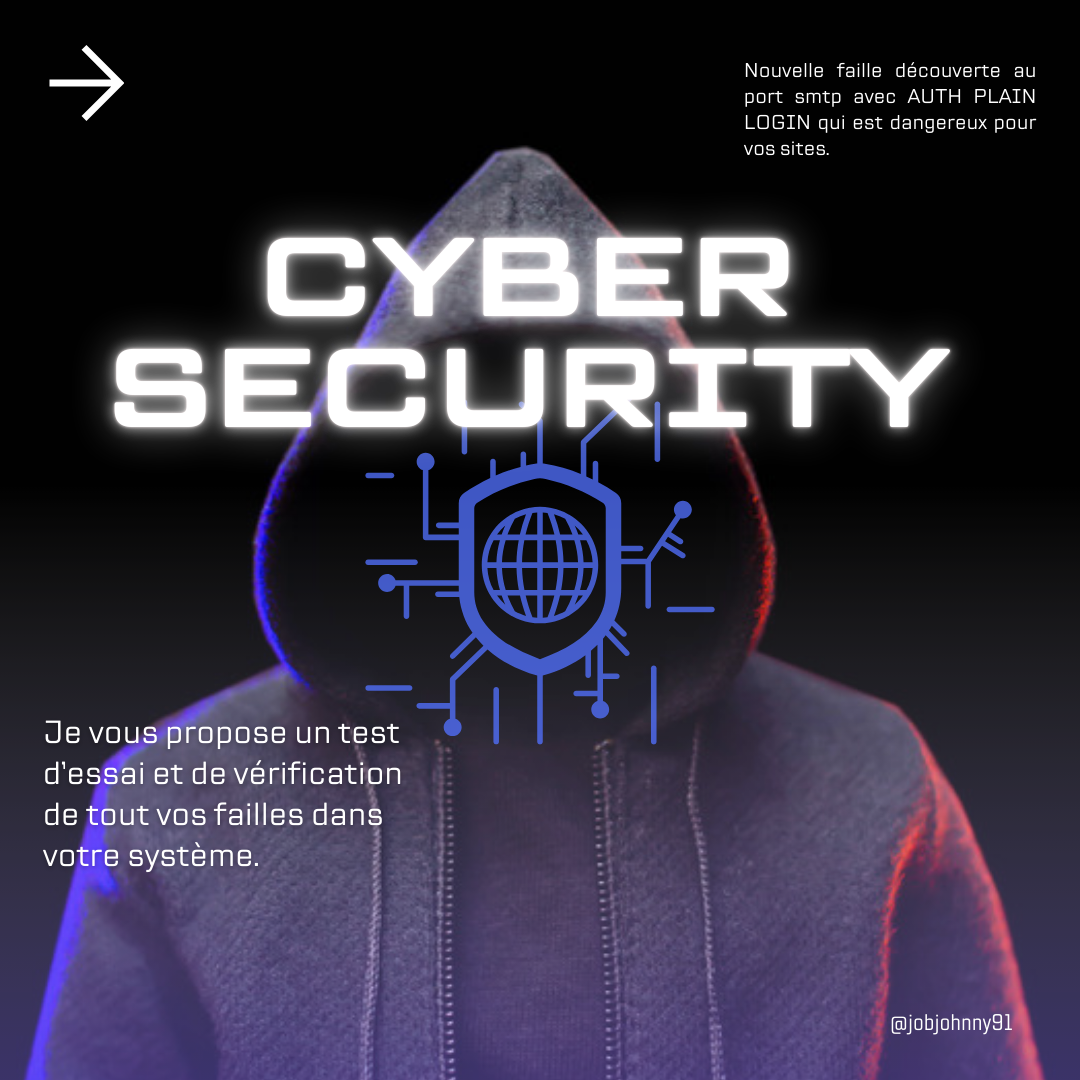 Nouvelle faille découverte au
port smtp avec AUTH PLAIN
LOGIN qui est dangereux pour
vos sites.
CYBER
SECURITY
Je vous propose un test
d'essai et de vérification
de tout vos failles dans
votre système.
@jobjohnny91